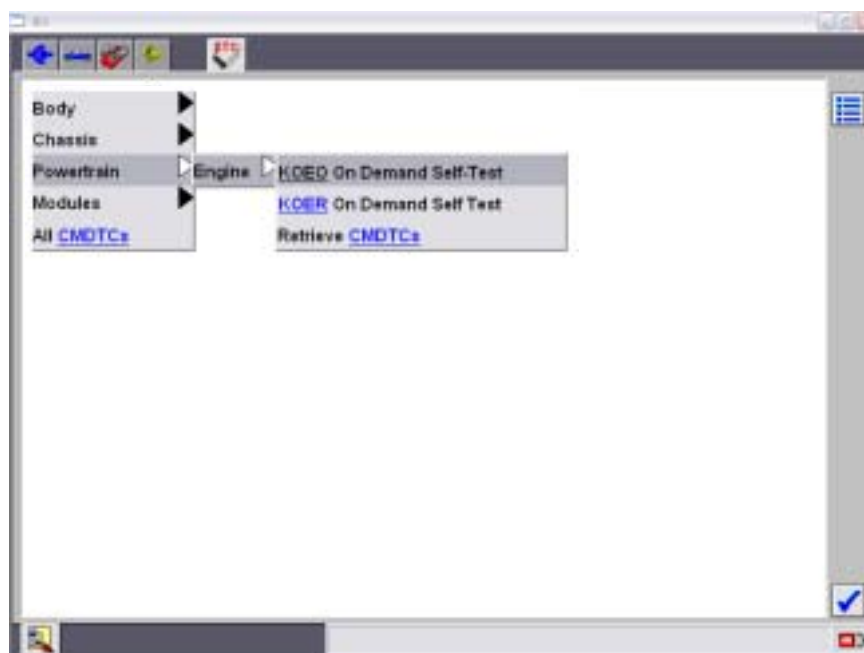 Body
Chassis
Powertrain
Engine
KOEO On Demand Self-Test
Modules
KOER On Demand Self Test
All CMDTCs
Retrieve CMDTCs